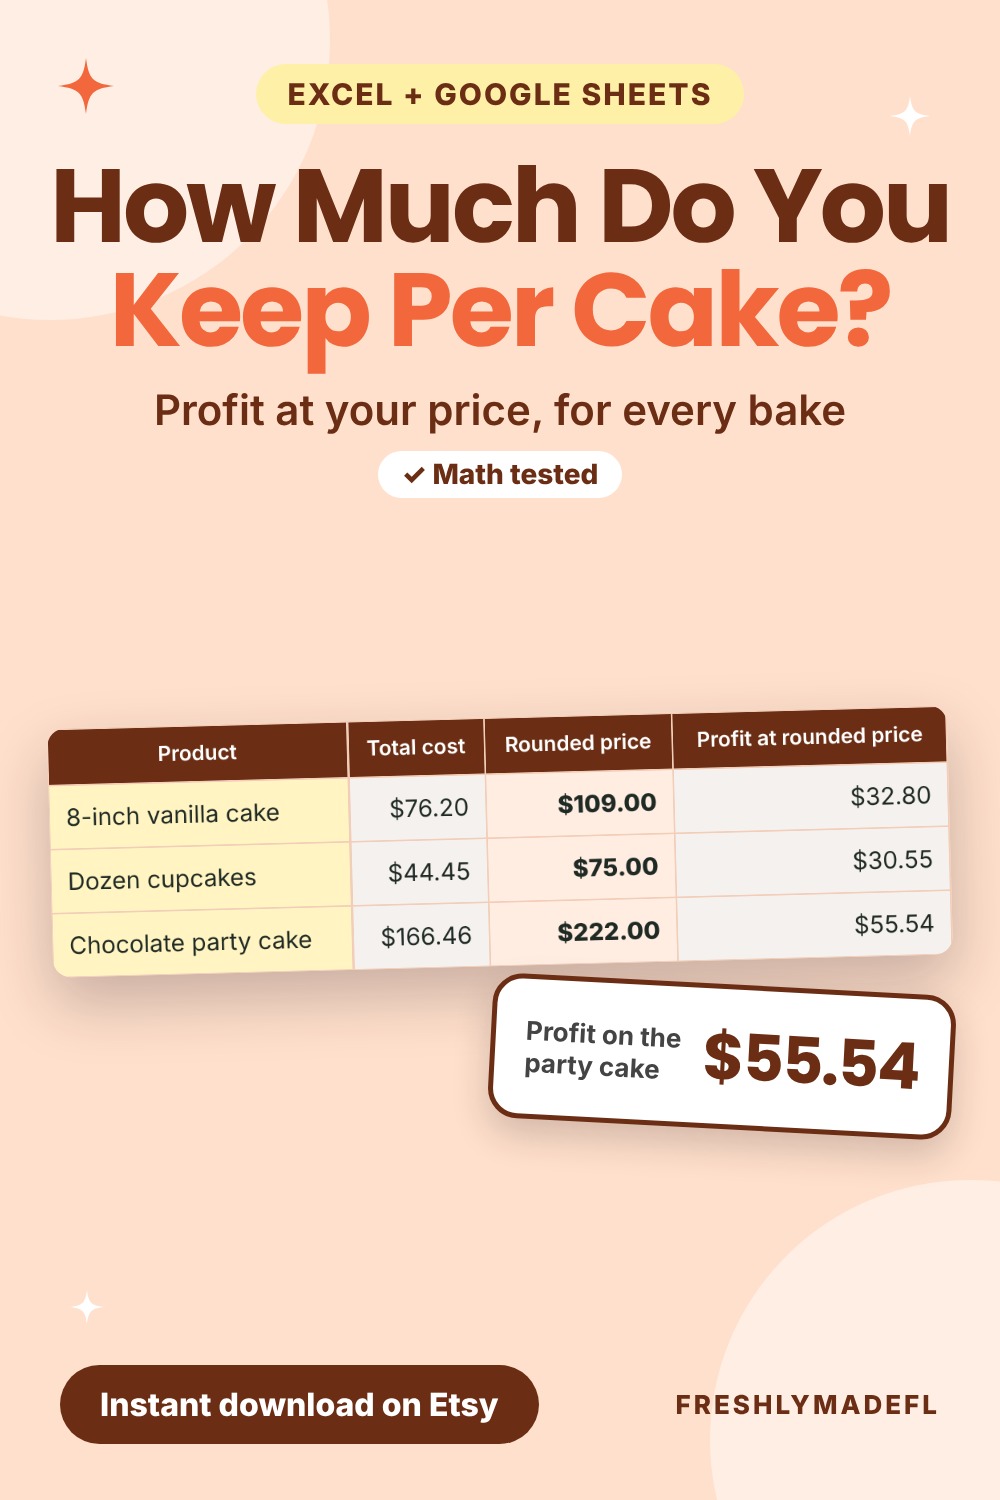 EXCEL + GOOGLE SHEETS
How Much Do You
Keep Per Cake?
Profit at your price, for every bake
✓ Math tested
Product Total cost Rounded price Profit at rounded price
8-inch vanilla cake $76.20 $109.00 $32.80
Dozen cupcakes $44.45 $75.00 $30.55
Chocolate party cake $166.46 $222.00 $55.54
Profit on the
party cake
$55.54
Instant download on Etsy
FRESHLYMADEFL